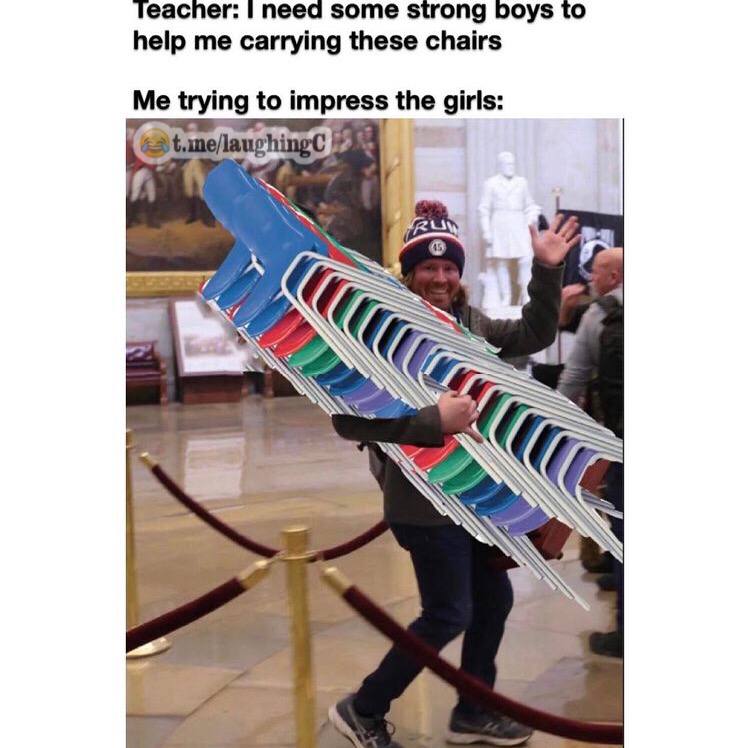 Teacher: I need some strong boys to
help me carrying these chairs
Me trying to impress the girls:
t.me/laughingC
TRUM
45